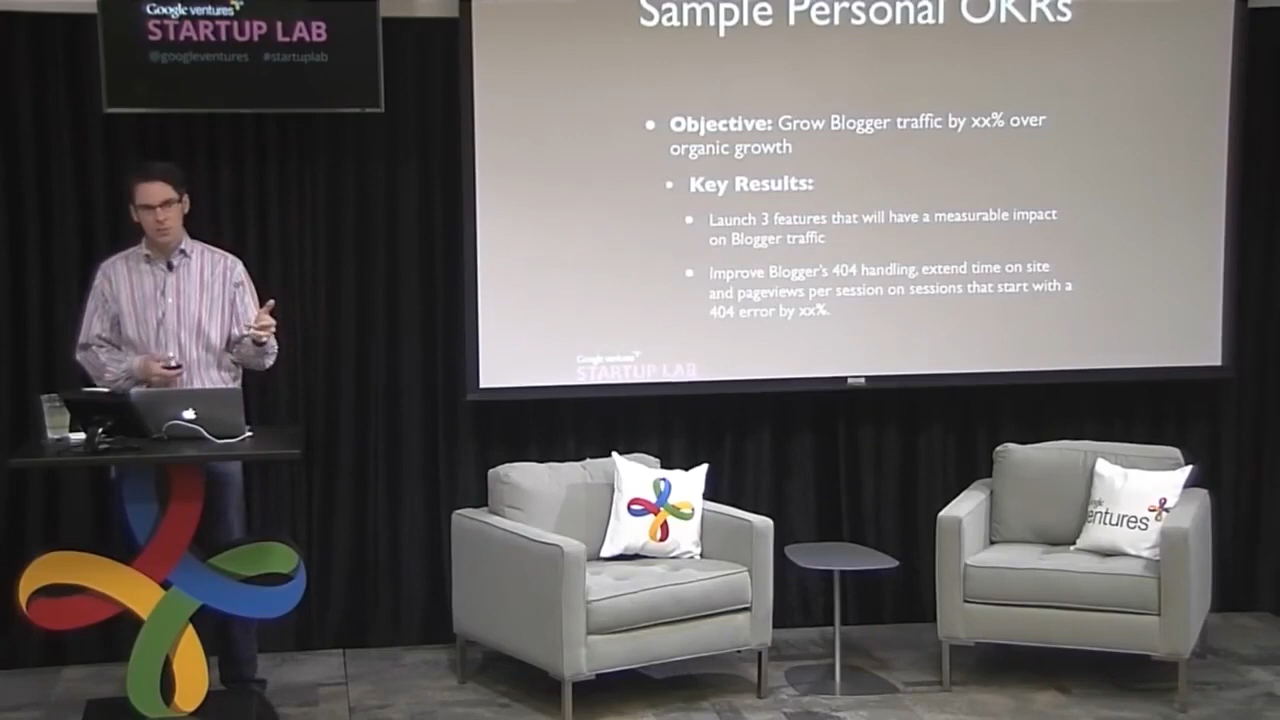 Google ventures
STARTUP LAB
@googleventures #startuplab
Sample Personal OKRs
• Objective: Grow Blogger traffic by xx% over
organic growth
• Key Results:
• Launch 3 features that will have a measurable impact
on Blogger traffic
• Improve Blogger's 404 handling, extend time on site
and pageviews per session on sessions that start with a
404 error by xx%.
Google ventures
STARTUP LAB
entures